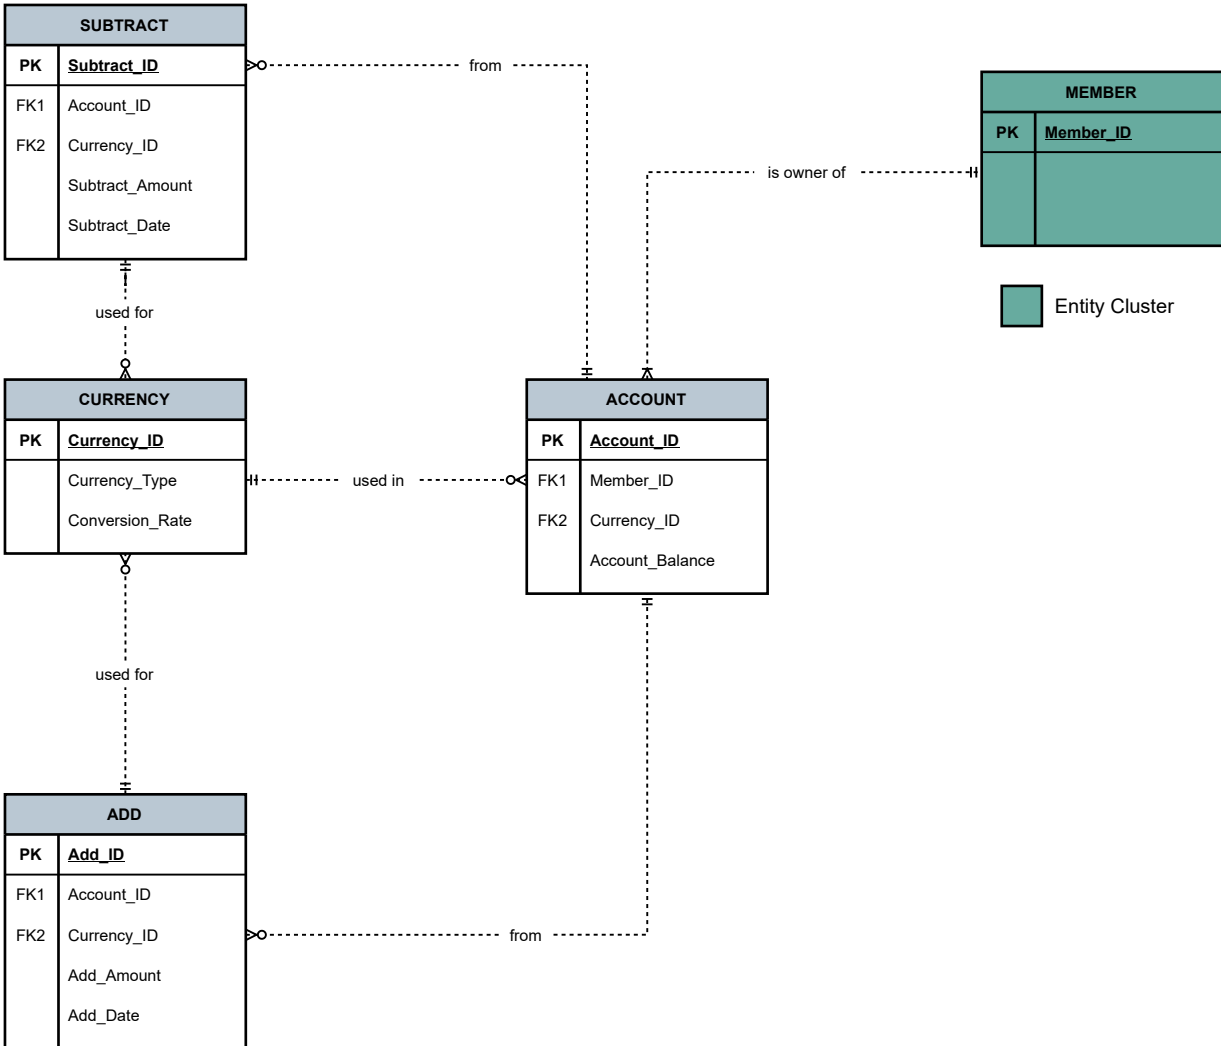 SUBTRACT
PK Subtract_ID
FK1 Account_ID
FK2 Currency_ID
Subtract_Amount
Subtract_Date
from
MEMBER
PK Member_ID
is owner of
Entity Cluster
used for
CURRENCY
PK Currency_ID
Currency_Type
Conversion_Rate
used in
ACCOUNT
PK Account_ID
FK1 Member_ID
FK2 Currency_ID
Account_Balance
used for
ADD
PK Add_ID
FK1 Account_ID
FK2 Currency_ID
Add_Amount
Add_Date
from